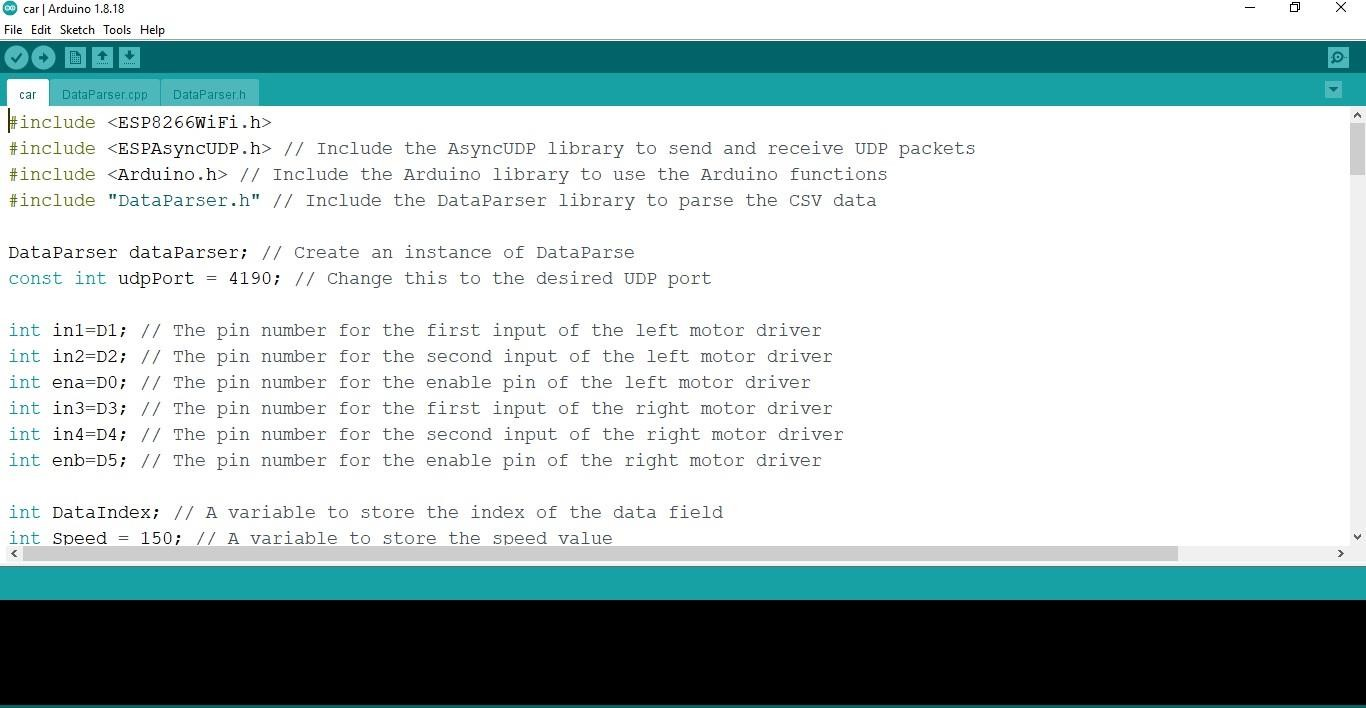 car | Arduino 1.8.18
File Edit Sketch Tools Help
car DataParser.cpp DataParser.h
#include <ESP8266WiFi.h>
#include <ESPAsyncUDP.h> // Include the AsyncUDP library to send and receive UDP packets
#include <Arduino.h> // Include the Arduino library to use the Arduino functions
#include "DataParser.h" // Include the DataParser library to parse the CSV data
DataParser dataParser; // Create an instance of DataParse
const int udpPort = 4190; // Change this to the desired UDP port
int in1=D1; // The pin number for the first input of the left motor driver
int in2=D2; // The pin number for the second input of the left motor driver
int ena=D0; // The pin number for the enable pin of the left motor driver
int in3=D3; // The pin number for the first input of the right motor driver
int in4=D4; // The pin number for the second input of the right motor driver
int enb=D5; // The pin number for the enable pin of the right motor driver
int DataIndex; // A variable to store the index of the data field
int Speed = 150; // A variable to store the speed value